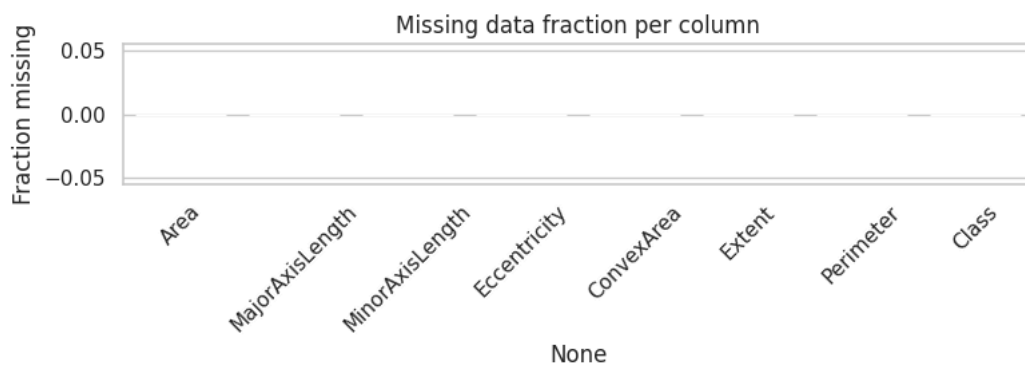 Missing data fraction per column
Fraction missing
0.05
0.00
−0.05
Area
MajorAxisLength
MinorAxisLength
Eccentricity
ConvexArea
Extent
Perimeter
Class
None